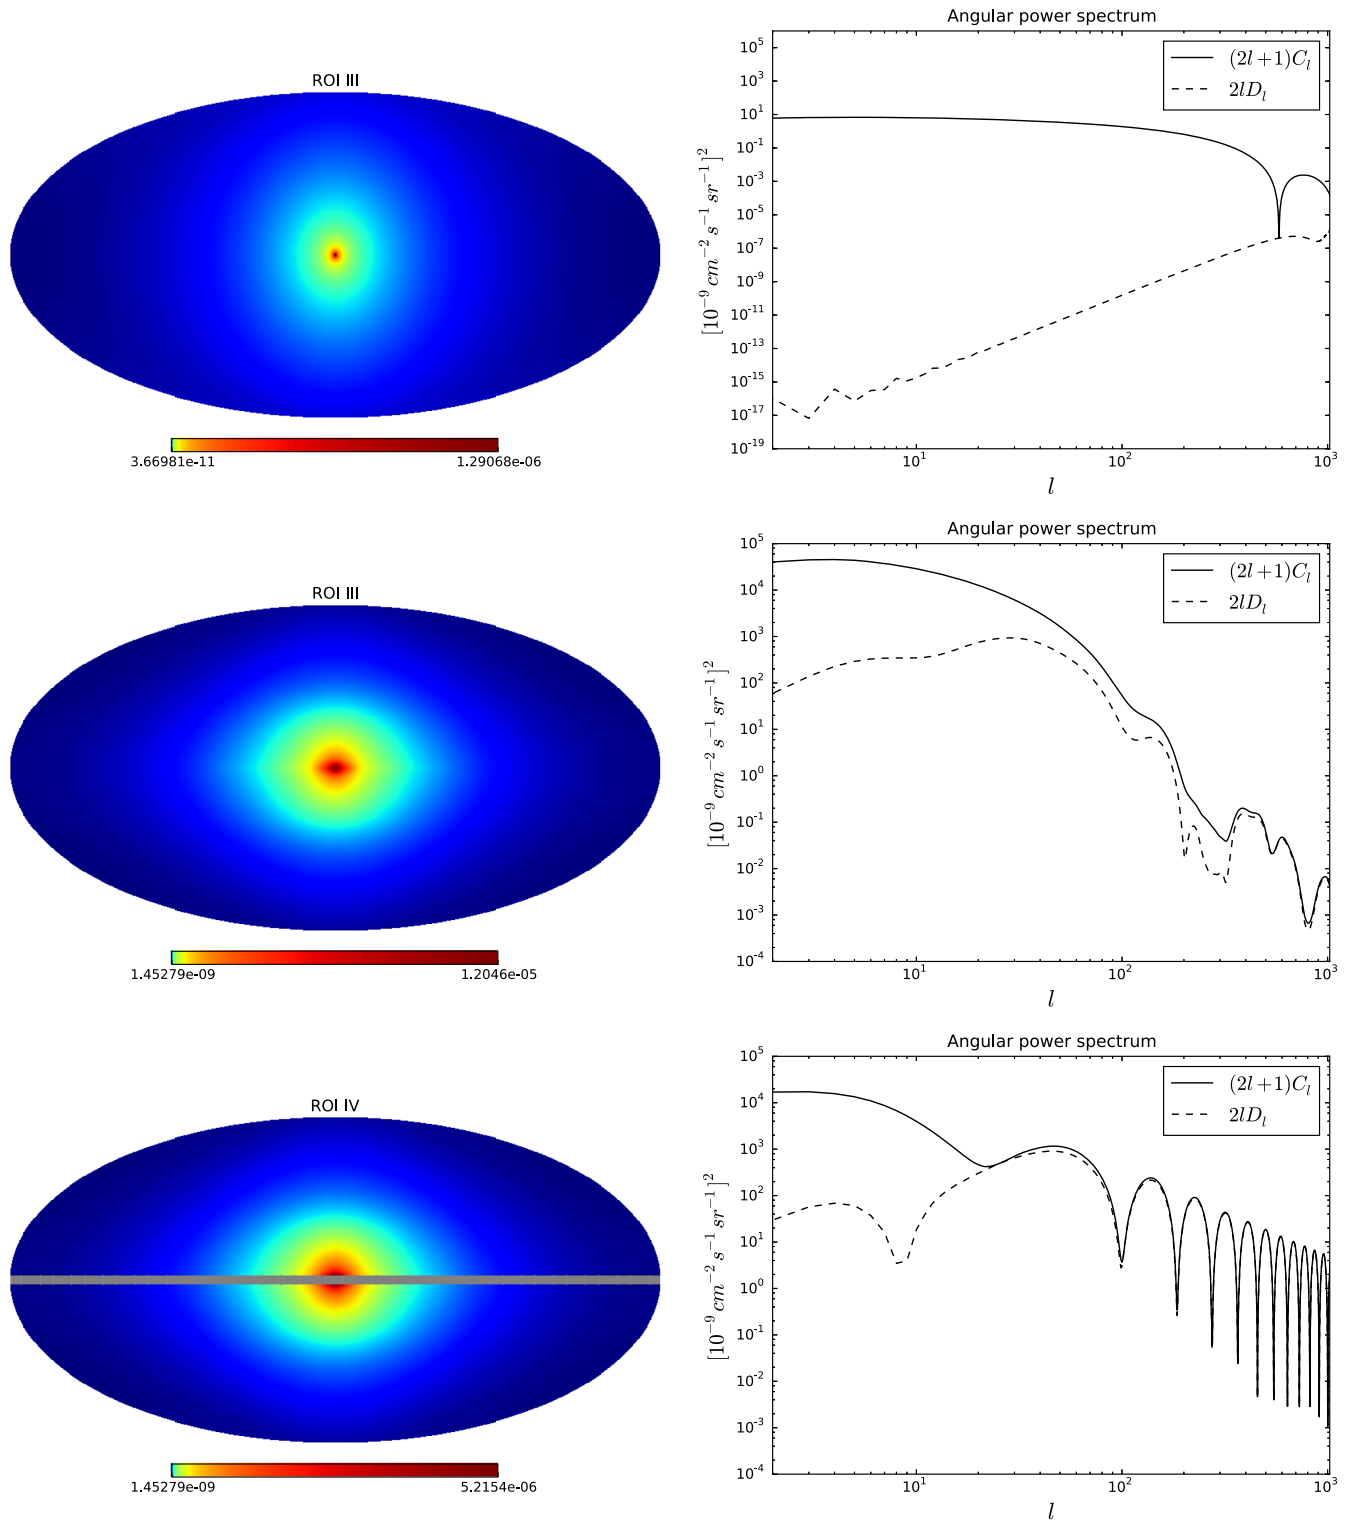 ROI III
3.66981e-11 1.29068e-06
Angular power spectrum
(2l+1)C_l
2lD_l
[10^{-9} cm^{-2} s^{-1} sr^{-1}]^2
10^5
10^3
10^1
10^{-1}
10^{-3}
10^{-5}
10^{-7}
10^{-9}
10^{-11}
10^{-13}
10^{-15}
10^{-17}
10^{-19}
10^1 10^2 10^3
l
ROI III
1.45279e-09 1.2046e-05
Angular power spectrum
(2l+1)C_l
2lD_l
[10^{-9} cm^{-2} s^{-1} sr^{-1}]^2
10^5
10^4
10^3
10^2
10^1
10^0
10^{-1}
10^{-2}
10^{-3}
10^{-4}
10^1 10^2 10^3
l
ROI IV
1.45279e-09 5.2154e-06
Angular power spectrum
(2l+1)C_l
2lD_l
[10^{-9} cm^{-2} s^{-1} sr^{-1}]^2
10^5
10^4
10^3
10^2
10^1
10^0
10^{-1}
10^{-2}
10^{-3}
10^{-4}
10^1 10^2 10^3
l